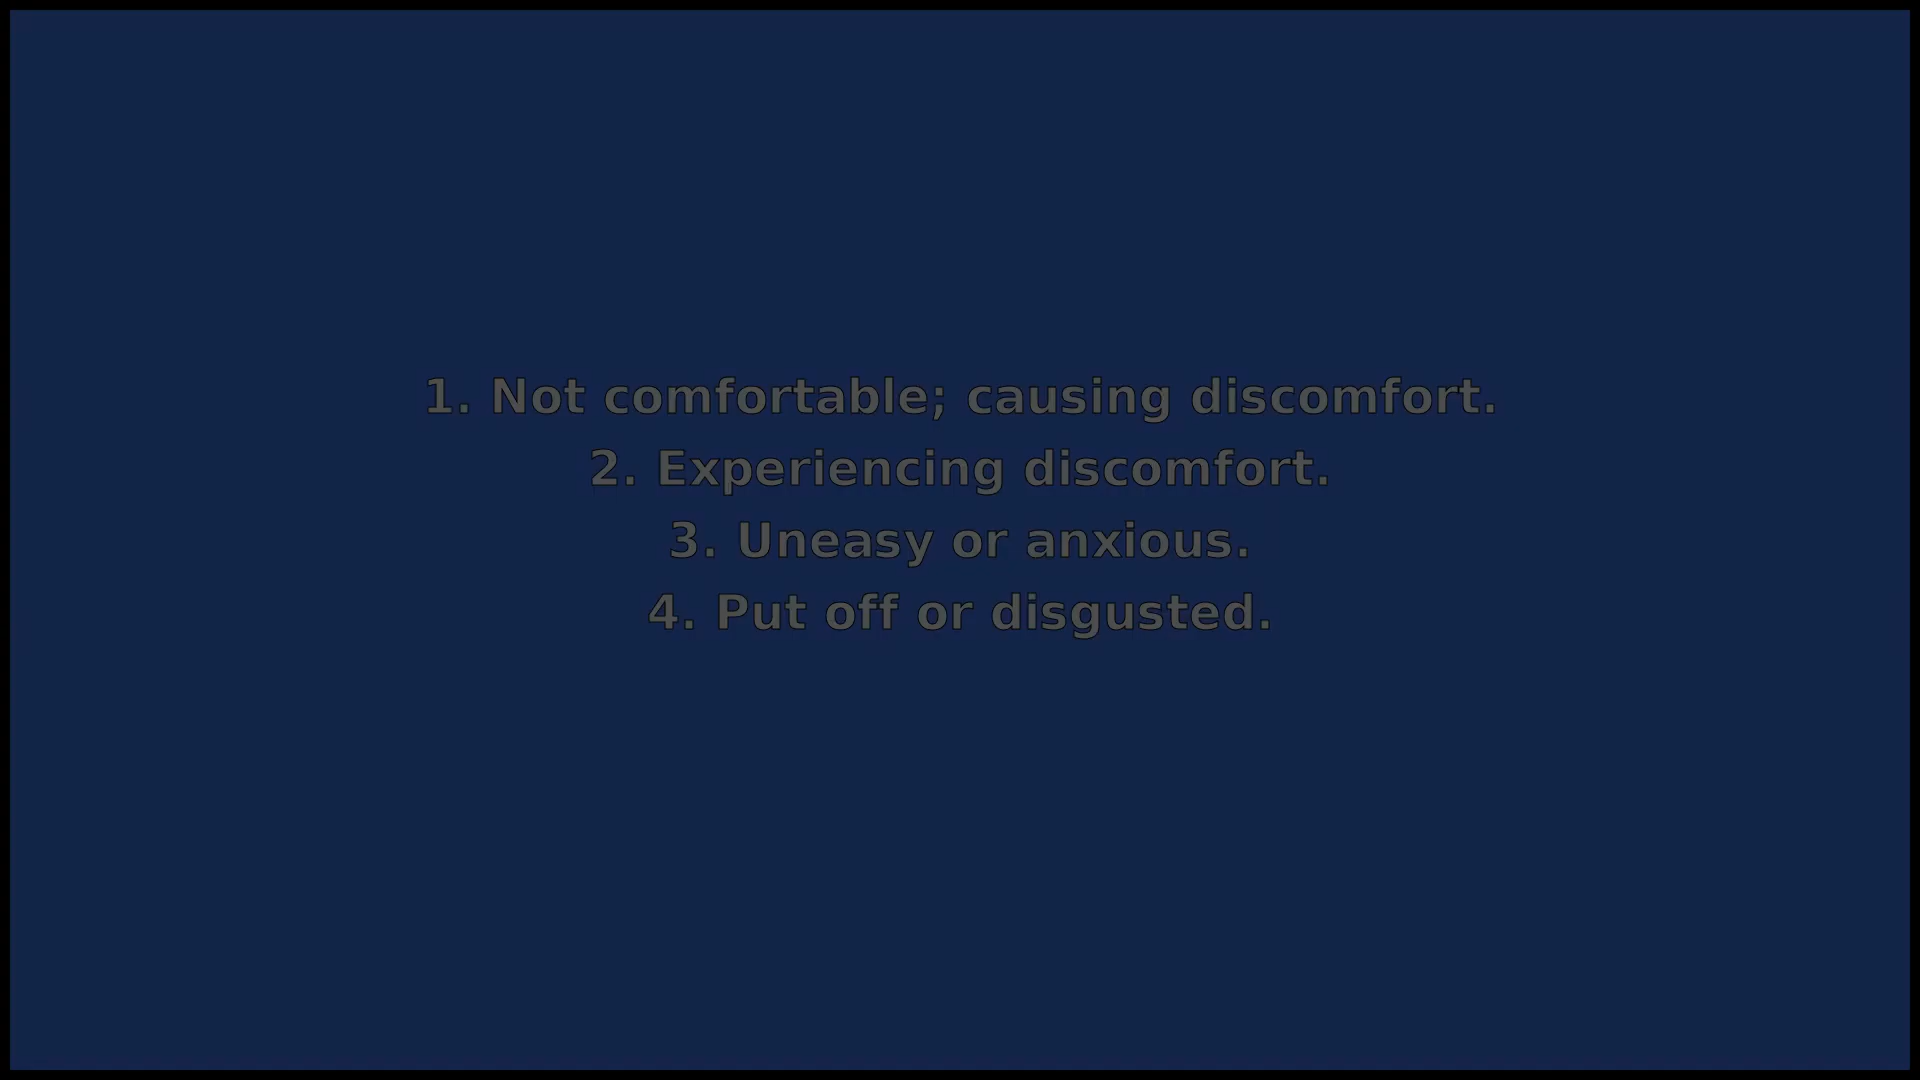 1. Not comfortable; causing discomfort.
2. Experiencing discomfort.
3. Uneasy or anxious.
4. Put off or disgusted.